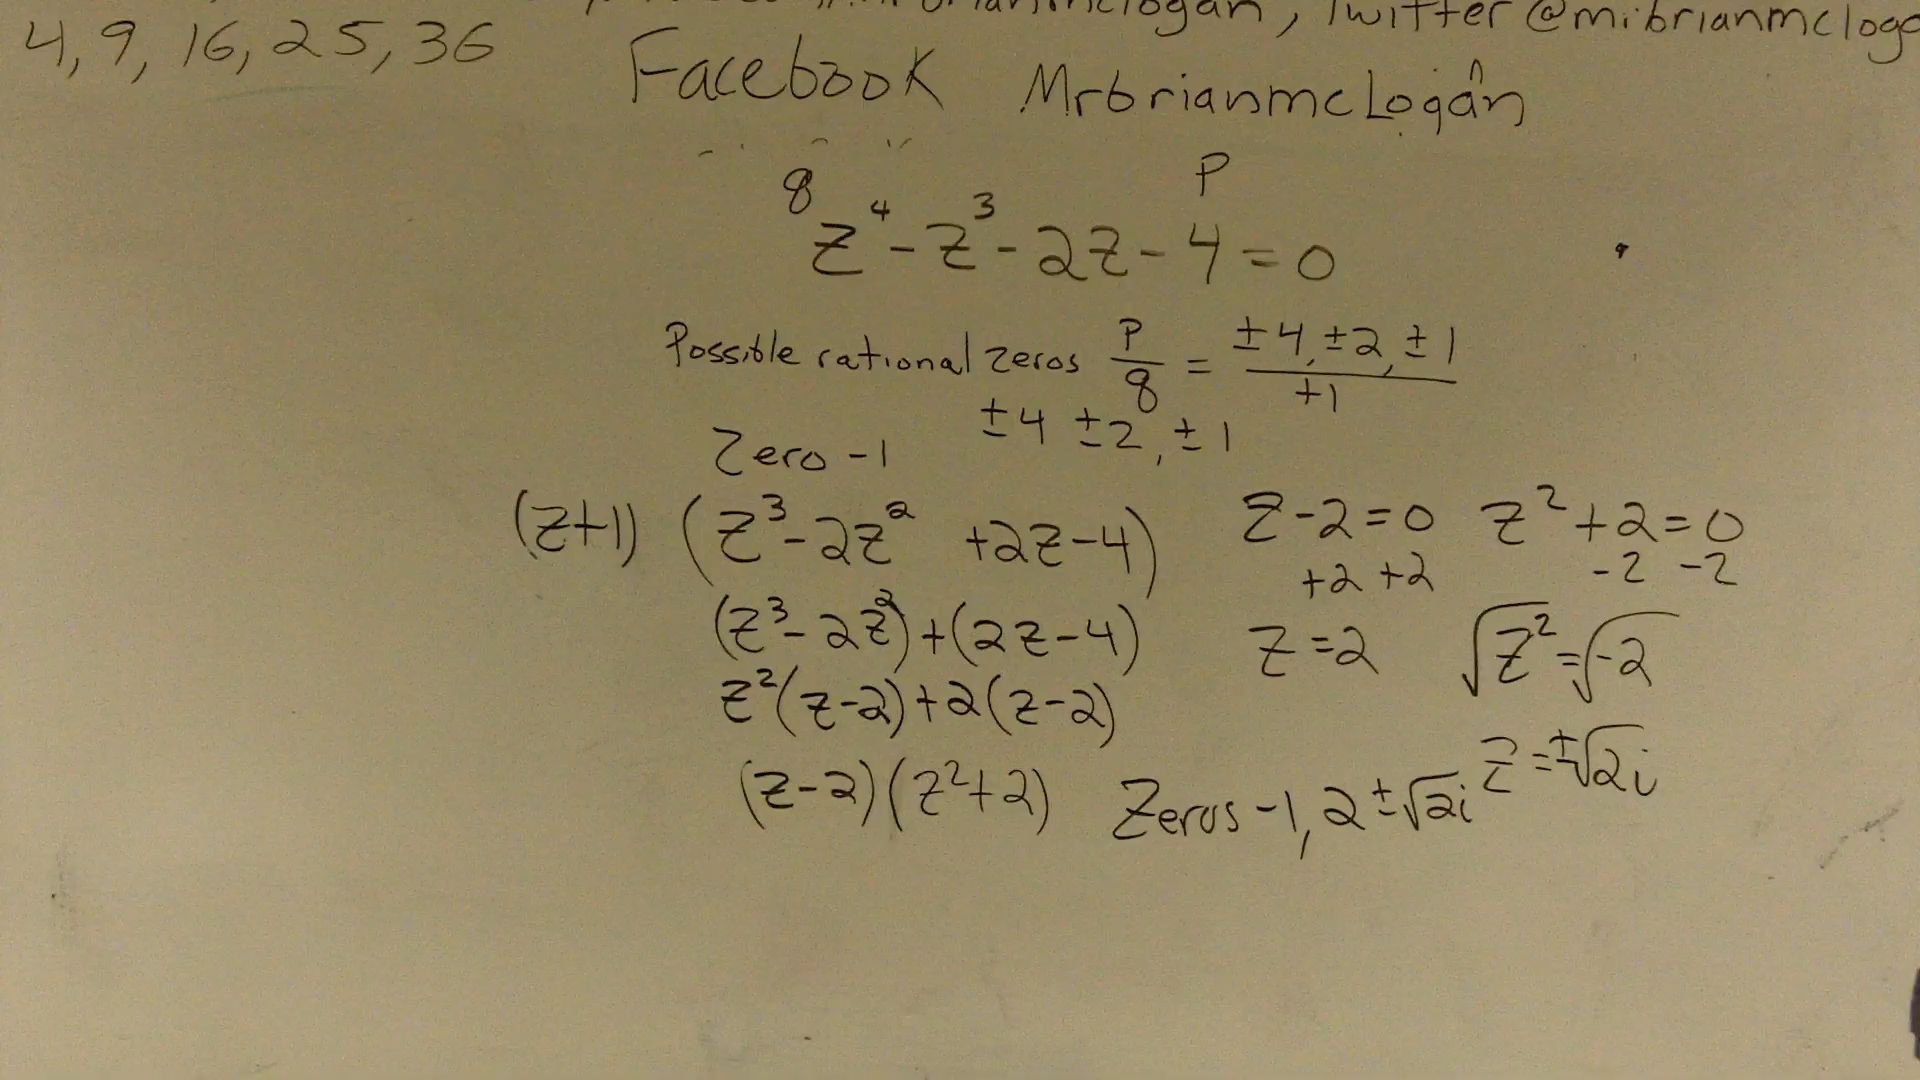 4, 9, 16, 25, 36
, Twitter @mrbrianmclog
Facebook MrbrianmcLogan
8 P
z⁴ - z³ - 2z - 4 = 0
Possible rational zeros P/8 = ±4, ±2, ±1 / +1
±4 ±2, ±1
Zero -1
(z+1) (z³ - 2z² +2z - 4)
(z³ - 2z²) + (2z - 4)
z²(z-2) + 2(z-2)
(z-2)(z²+2)
z - 2 = 0
+2 +2
z = 2
z² + 2 = 0
-2 -2
√z² = √-2
z = ±√2i
Zeros -1, 2 ±√2i